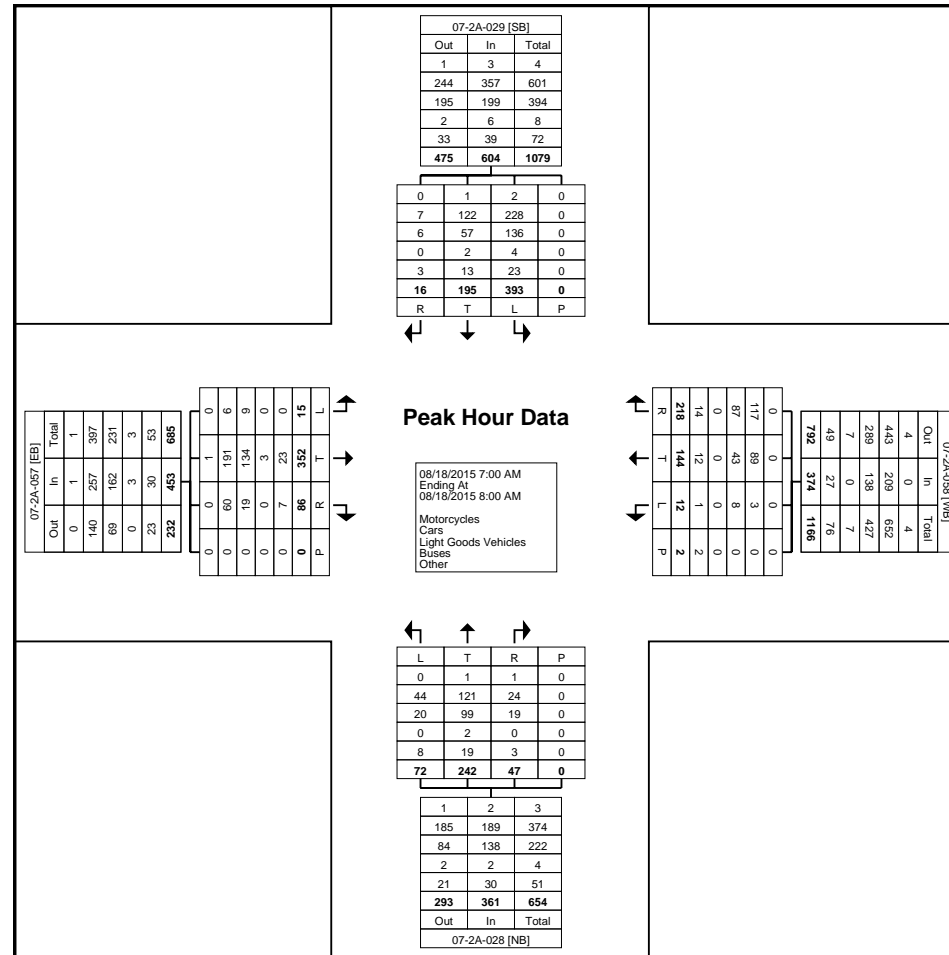 07-2A-029 [SB]
Out In Total
1 3 4
244 357 601
195 199 394
2 6 8
33 39 72
475 604 1079
0 1 2 0
7 122 228 0
6 57 136 0
0 2 4 0
3 13 23 0
16 195 393 0
R T L P
L T R P
15 352 86 0
0 23 7 0
0 3 0 0
9 134 19 0
6 191 60 0
0 1 0 0
685 453 232
53 30 23
3 3 0
231 162 69
397 257 140
1 1 0
Total In Out
07-2A-057 [EB]
Peak Hour Data
08/18/2015 7:00 AM
Ending At
08/18/2015 8:00 AM
Motorcycles
Cars
Light Goods Vehicles
Buses
Other
07-2A-058 [WB]
Out In Total
4 0 4
443 209 652
289 138 427
7 0 7
49 27 76
792 374 1166
0 0 0 0
117 89 3 0
87 43 8 0
0 0 0 0
14 12 1 2
218 144 12 2
R T L P
L T R P
0 1 1 0
44 121 24 0
20 99 19 0
0 2 0 0
8 19 3 0
72 242 47 0
1 2 3
185 189 374
84 138 222
2 2 4
21 30 51
293 361 654
Out In Total
07-2A-028 [NB]